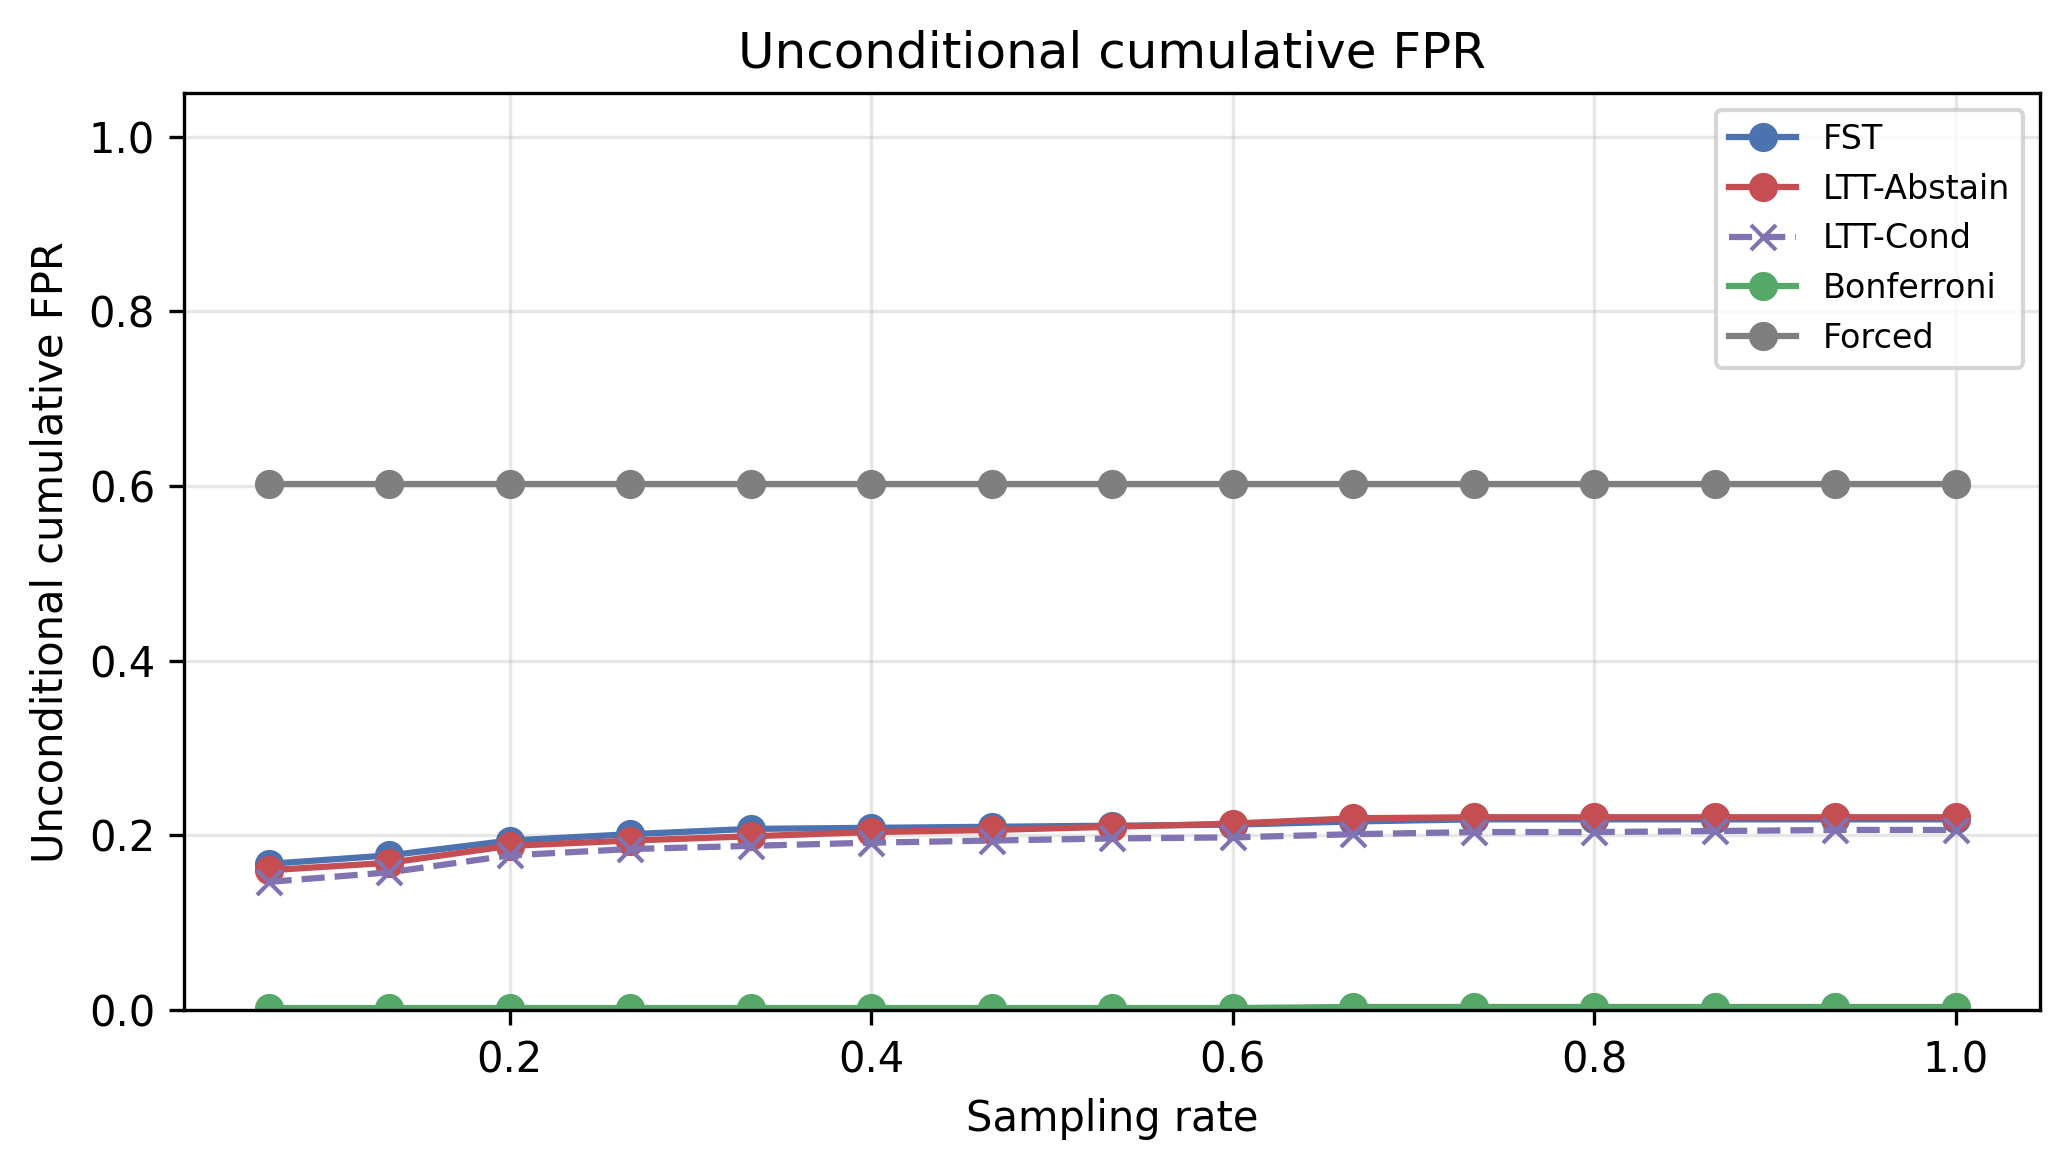 Unconditional cumulative FPR
Unconditional cumulative FPR
1.0
0.8
0.6
0.4
0.2
0.0
FST
LTT-Abstain
LTT-Cond
Bonferroni
Forced
0.2 0.4 0.6 0.8 1.0
Sampling rate